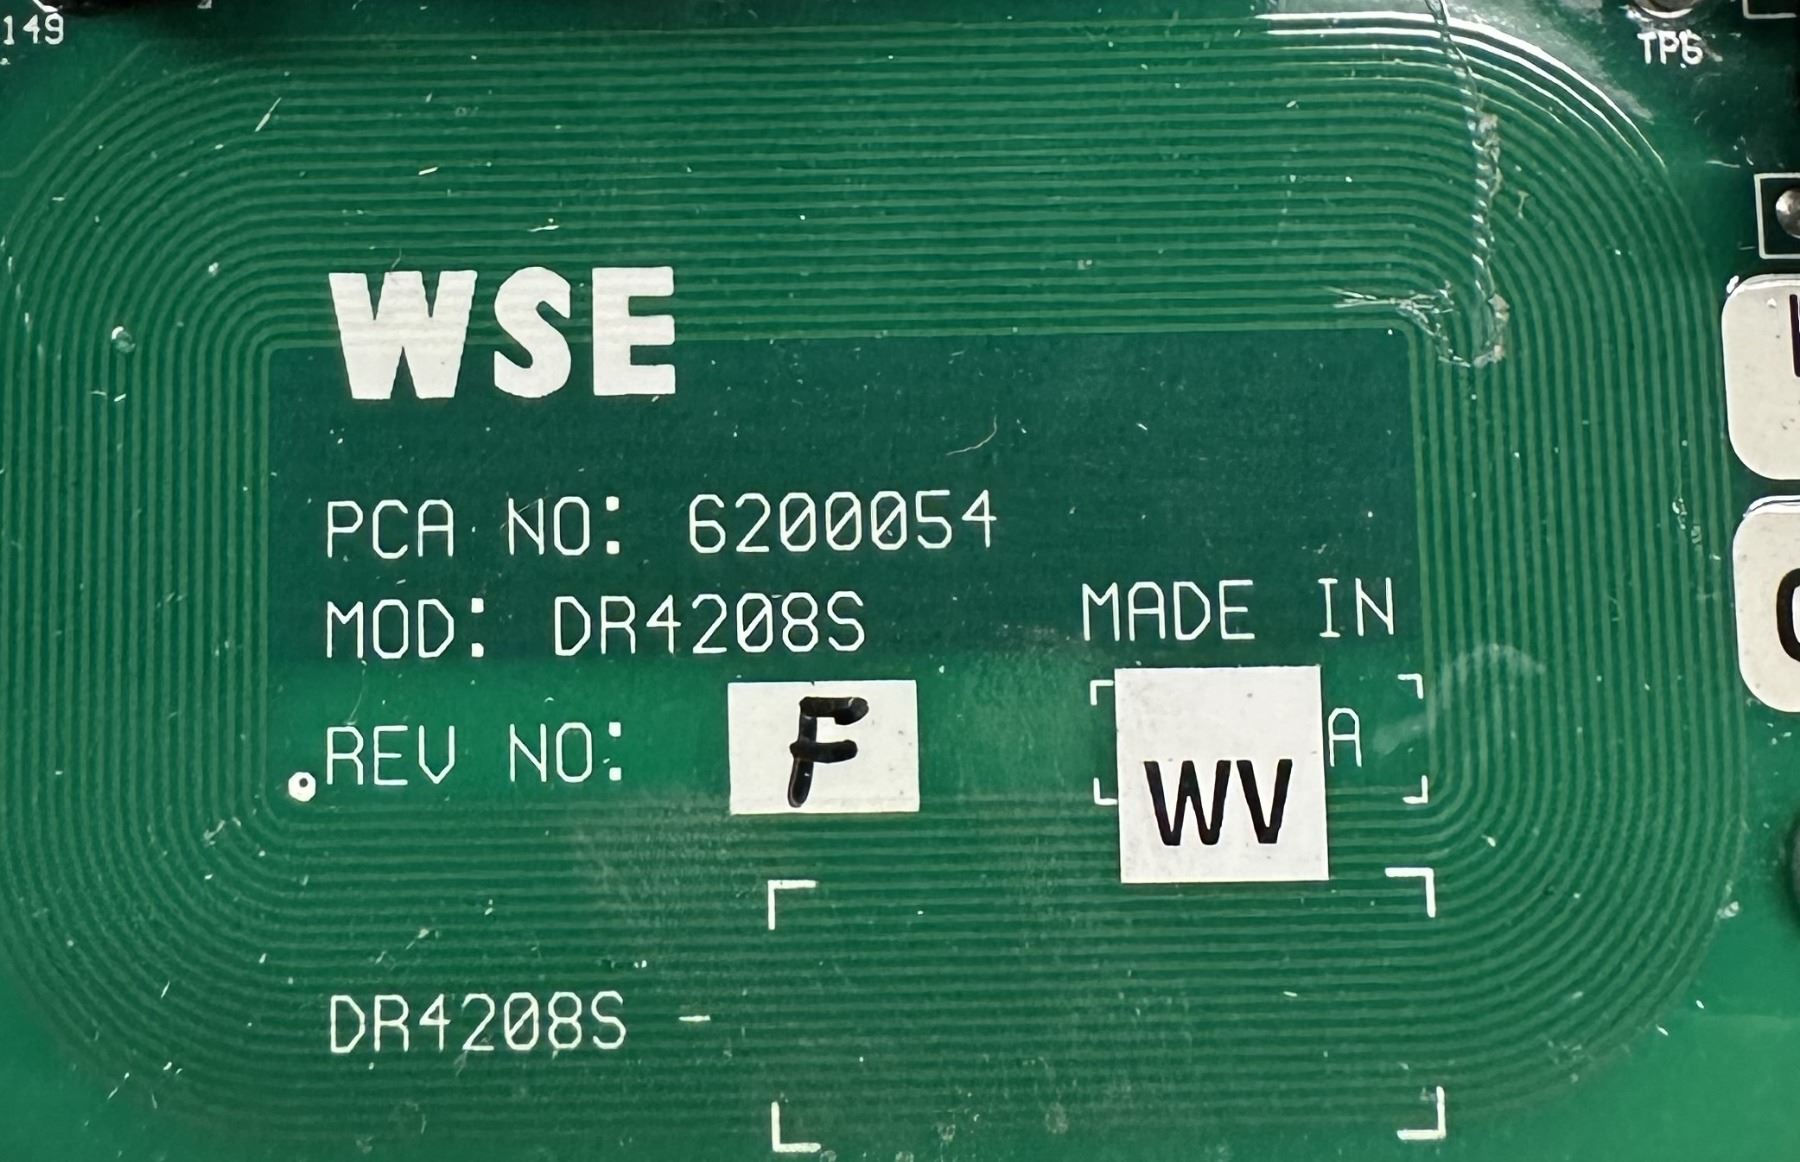 149
TP6
WSE
PCA NO: 6200054
MOD: DR4208S
MADE IN
REV NO: F
WV A
DR4208S -